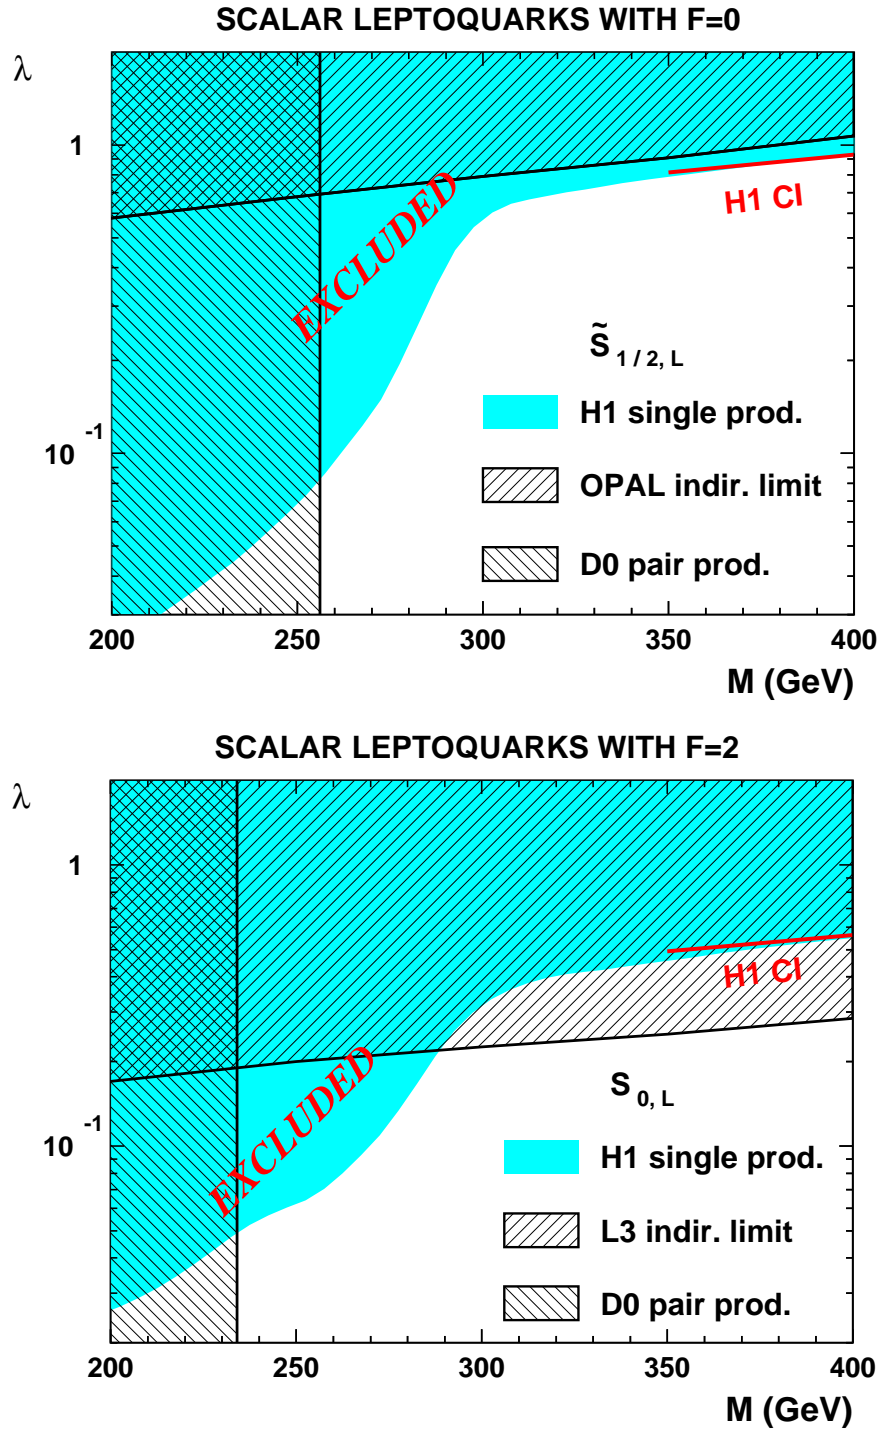 SCALAR LEPTOQUARKS WITH F=0
λ
1
10 -1
EXCLUDED
H1 CI
S̃ 1 / 2, L
H1 single prod.
OPAL indir. limit
D0 pair prod.
200 250 300 350 400
M (GeV)
SCALAR LEPTOQUARKS WITH F=2
λ
1
10 -1
EXCLUDED
H1 CI
S 0, L
H1 single prod.
L3 indir. limit
D0 pair prod.
200 250 300 350 400
M (GeV)